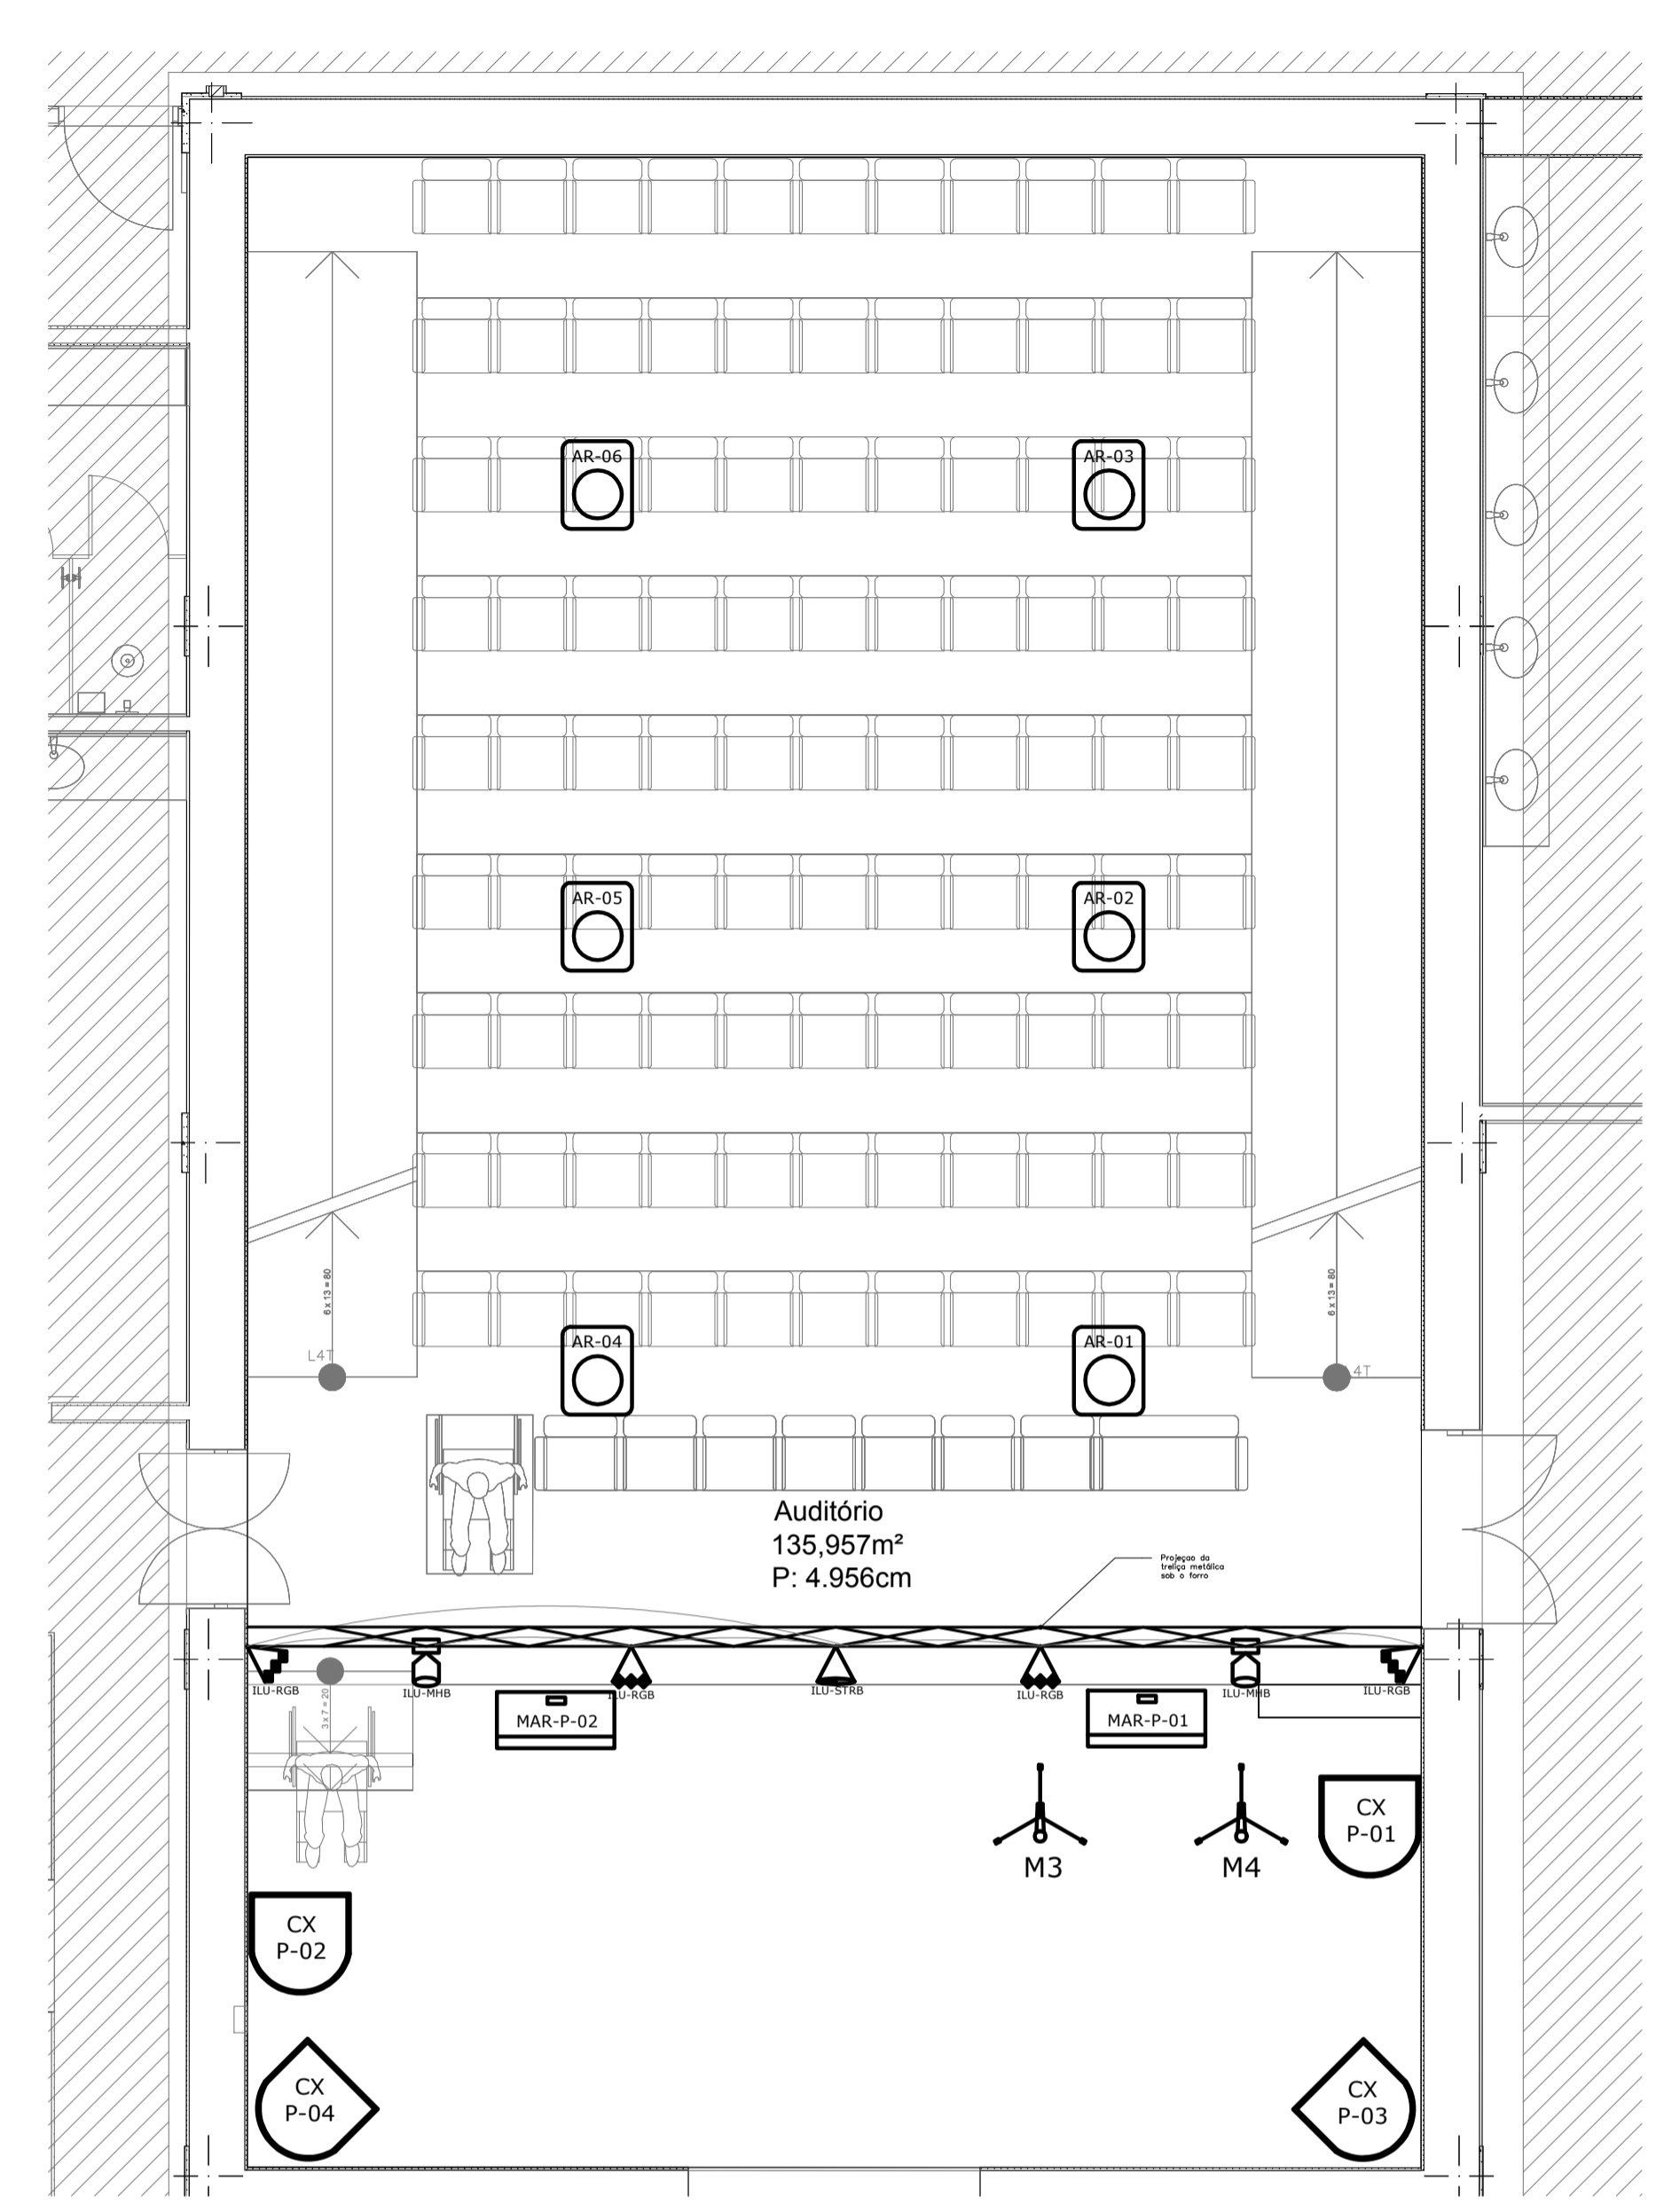 AR-06
AR-03
AR-05
AR-02
6 x 13 = 80
6 x 13 = 80
AR-04
AR-01
L4T
4T
Auditório
135,957m²
P: 4.956cm
Projeçao da
treliça metálica
sob o forro
ILU-RGB
ILU-MHB
ILU-RGB
ILU-STRB
ILU-RGB
ILU-MHB
ILU-RGB
3 x 7 = 20
MAR-P-02
MAR-P-01
CX
P-01
M3
M4
CX
P-02
CX
P-04
CX
P-03